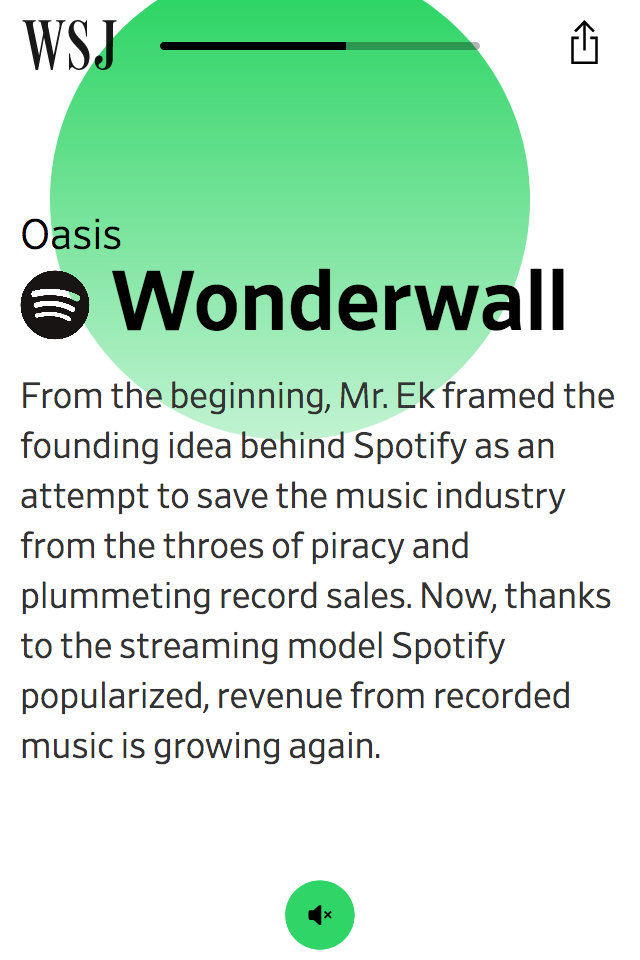 WSJ
Oasis
Wonderwall
From the beginning, Mr. Ek framed the
founding idea behind Spotify as an
attempt to save the music industry
from the throes of piracy and
plummeting record sales. Now, thanks
to the streaming model Spotify
popularized, revenue from recorded
music is growing again.